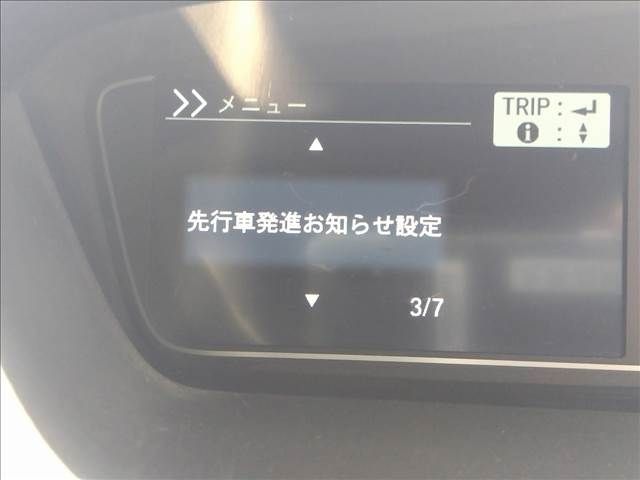 >> メニュー
TRIP : ↵
i : ▲▼
▲
先行車発進お知らせ設定
▼
3/7